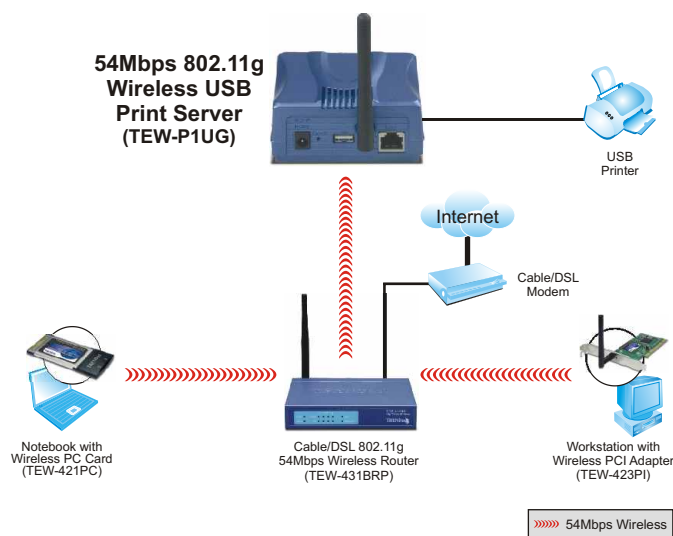 54Mbps 802.11g
Wireless USB
Print Server
(TEW-P1UG)
USB
Printer
Internet
Cable/DSL
Modem
Notebook with
Wireless PC Card
(TEW-421PC)
Cable/DSL 802.11g
54Mbps Wireless Router
(TEW-431BRP)
Workstation with
Wireless PCI Adapter
(TEW-423PI)
54Mbps Wireless